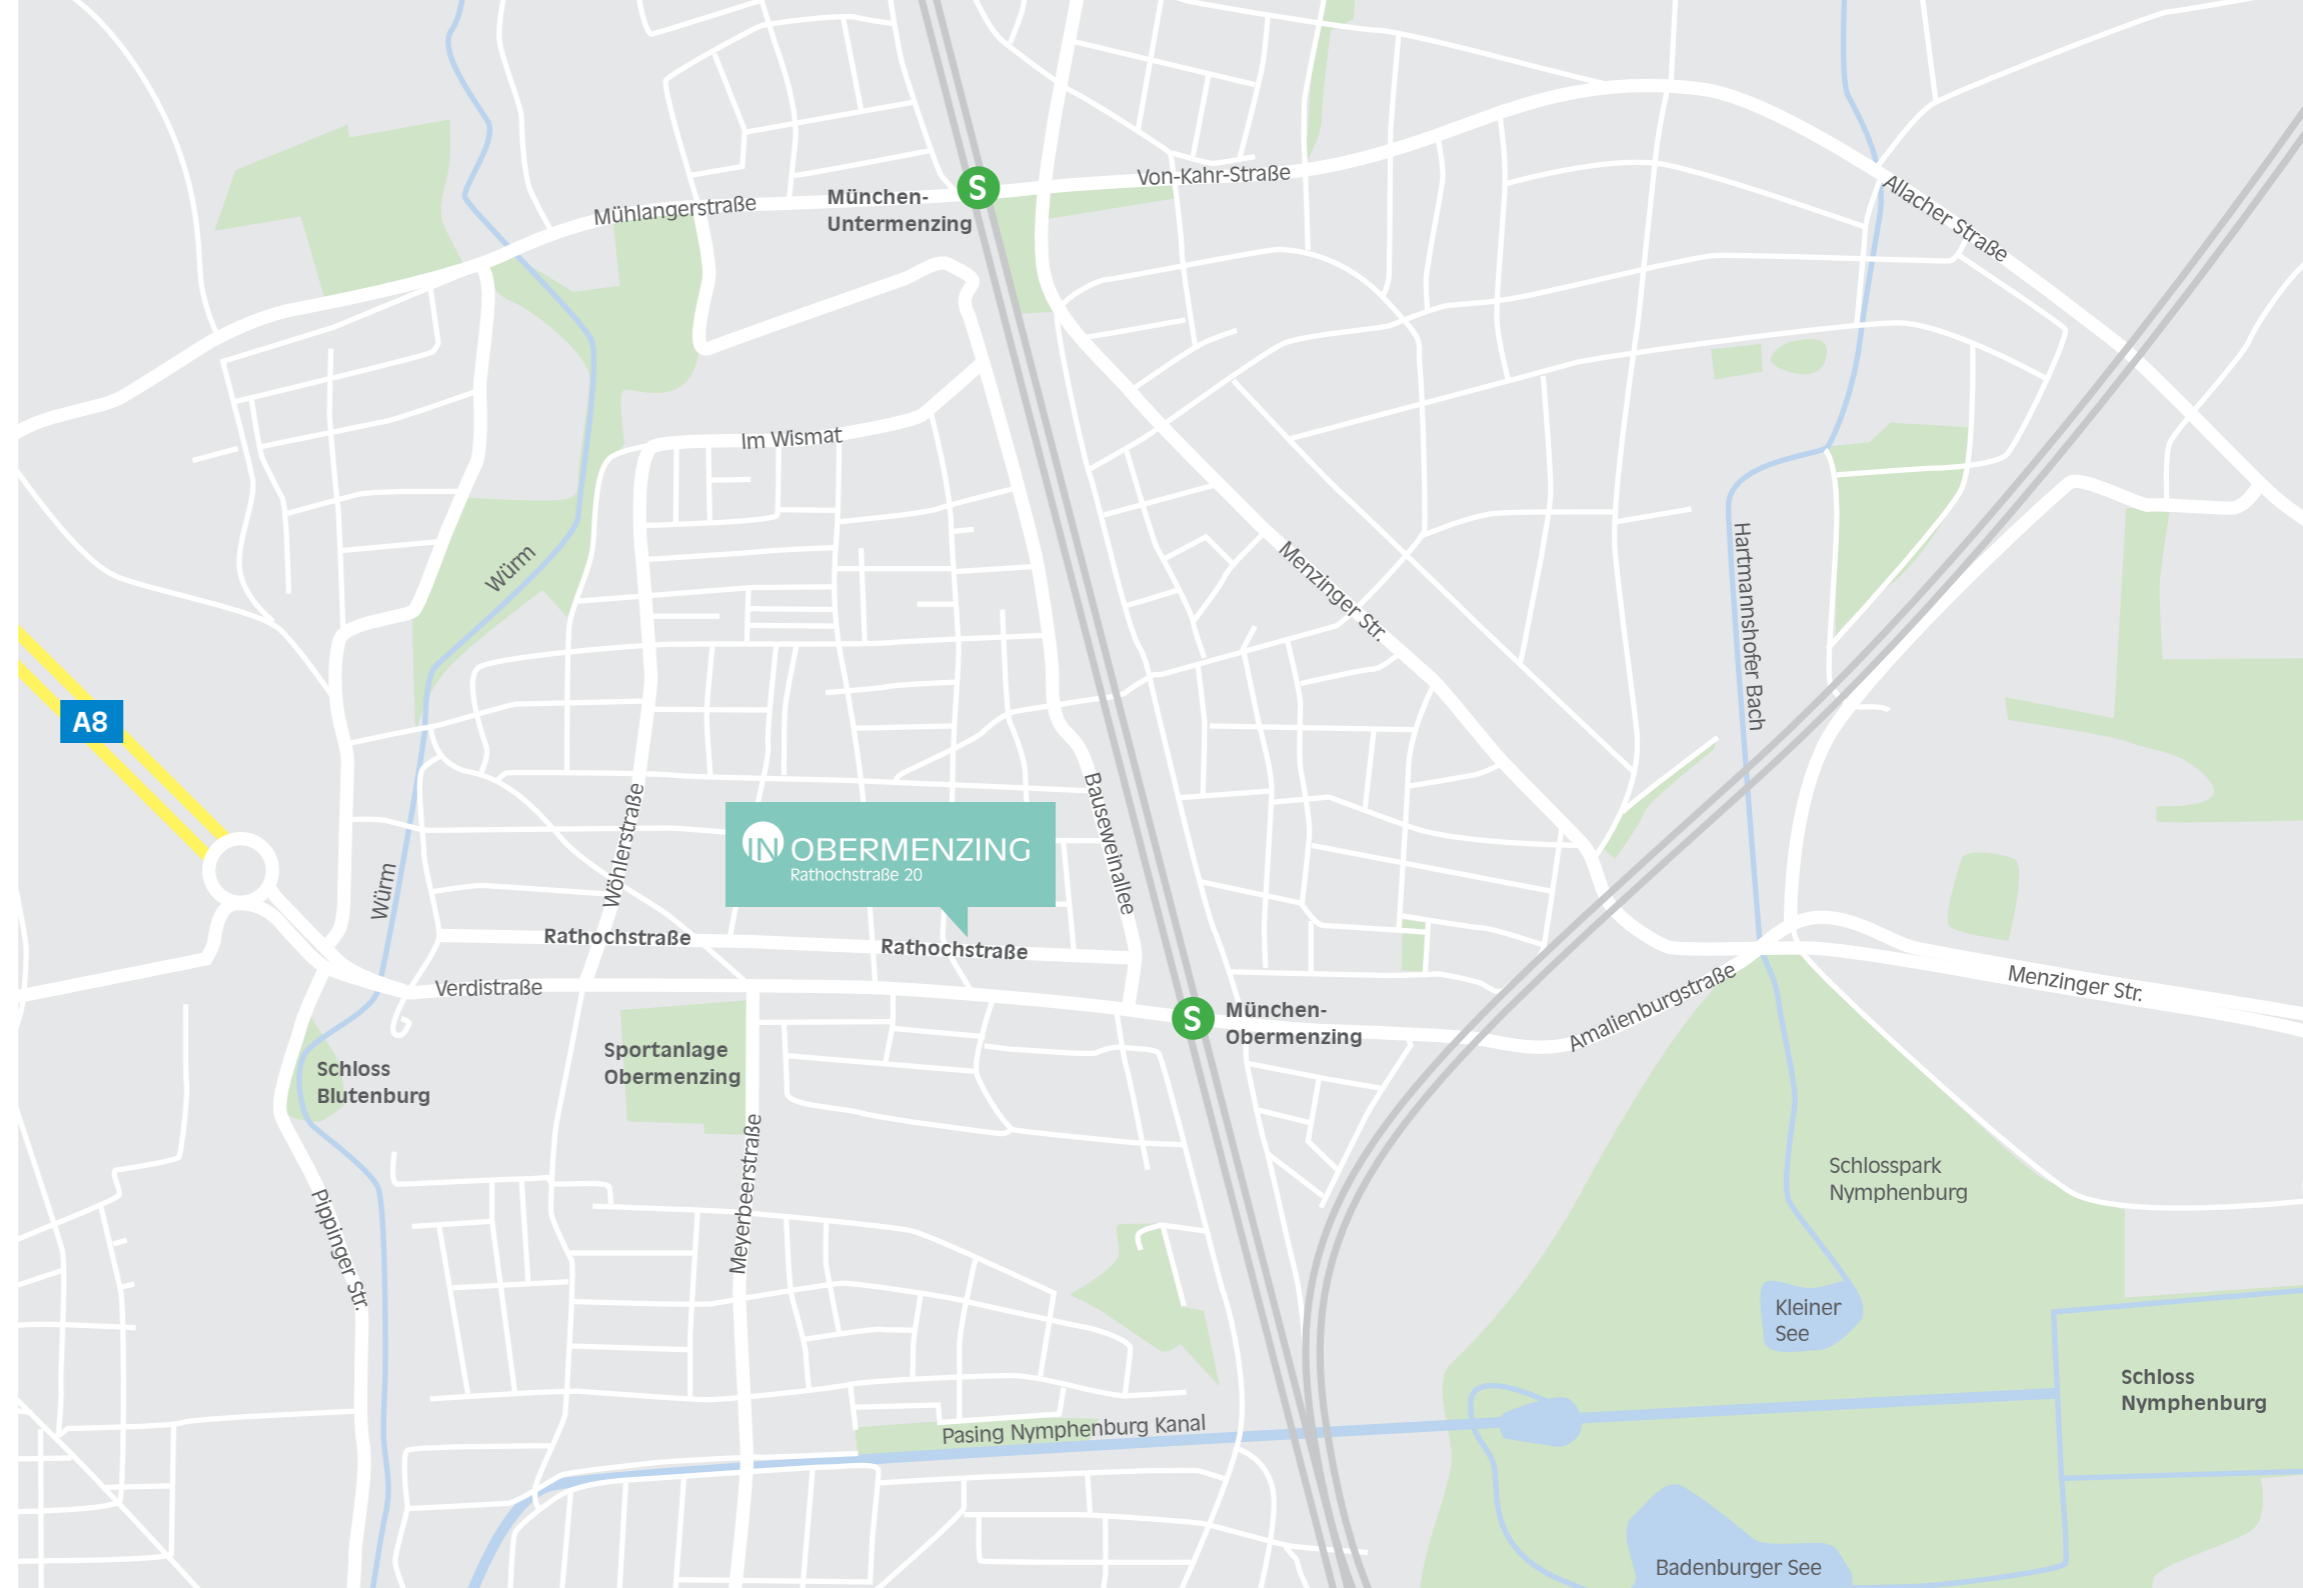 Von-Kahr-Straße
S
München-
Untermenzing
Mühlangerstraße
Allacher Straße
Im Wismat
Würm
Menzinger Str.
Hartmannshofer Bach
A8
Bauseweinallee
Wöhlerstraße
IN OBERMENZING
Rathochstraße 20
Würm
Rathochstraße
Rathochstraße
Verdistraße
Menzinger Str.
Amalienburgstraße
S
München-
Obermenzing
Sportanlage
Obermenzing
Schloss
Blutenburg
Meyerbeerstraße
Schlosspark
Nymphenburg
Pippinger Str.
Kleiner
See
Schloss
Nymphenburg
Pasing Nymphenburg Kanal
Badenburger See